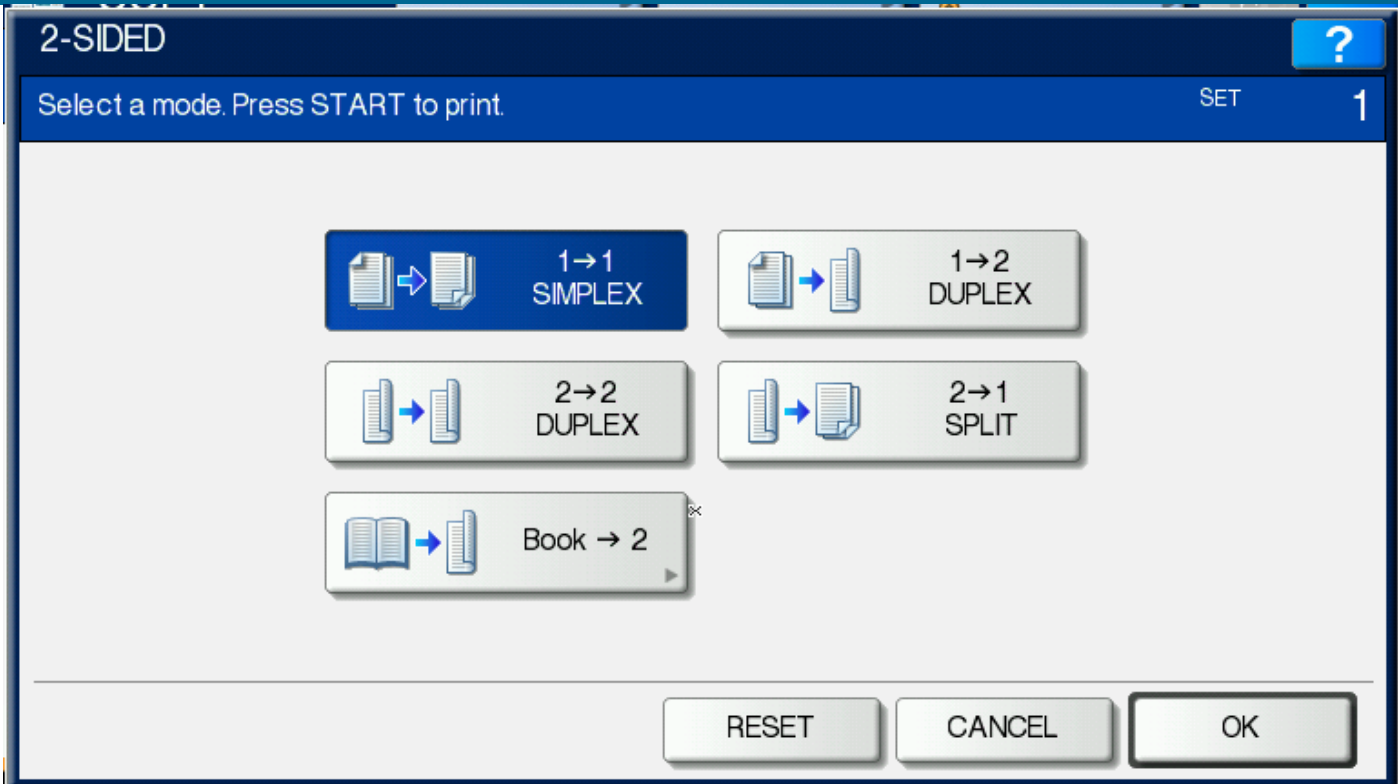 2-SIDED
?
Select a mode. Press START to print.
SET 1
1→1
SIMPLEX
1→2
DUPLEX
2→2
DUPLEX
2→1
SPLIT
Book → 2
RESET
CANCEL
OK